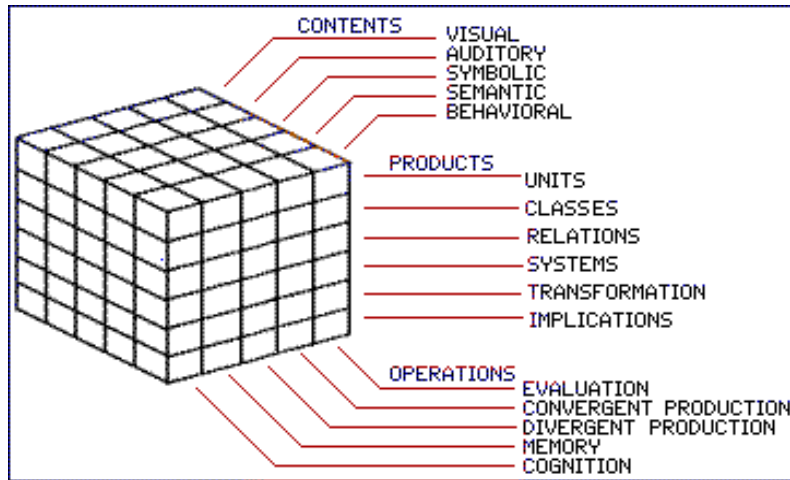 CONTENTS
VISUAL
AUDITORY
SYMBOLIC
SEMANTIC
BEHAVIORAL
PRODUCTS
UNITS
CLASSES
RELATIONS
SYSTEMS
TRANSFORMATION
IMPLICATIONS
OPERATIONS
EVALUATION
CONVERGENT PRODUCTION
DIVERGENT PRODUCTION
MEMORY
COGNITION